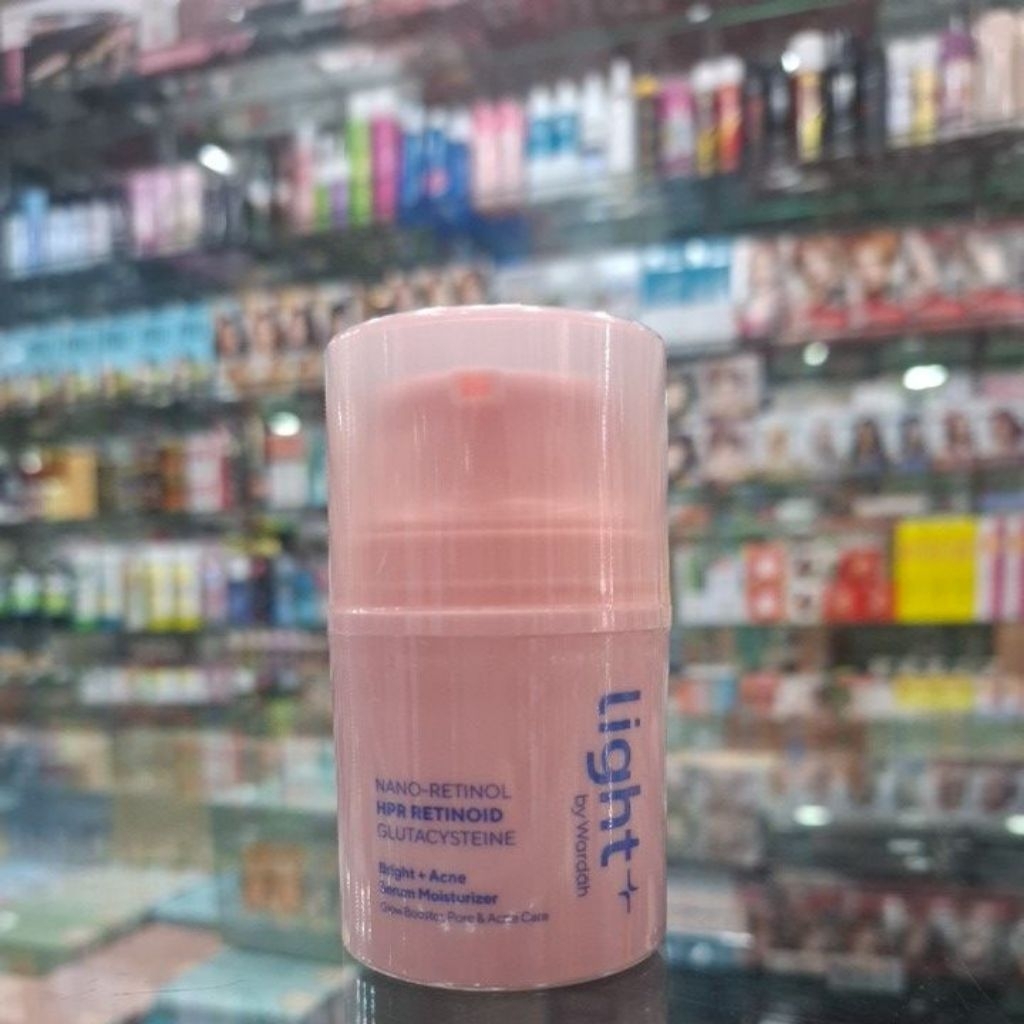 NANO-RETINOL
HPR RETINOID
GLUTACYSTEINE
Bright + Acne
Serum Moisturizer
Glow Booster, Pore & Acne Care
Light+
by Wardah